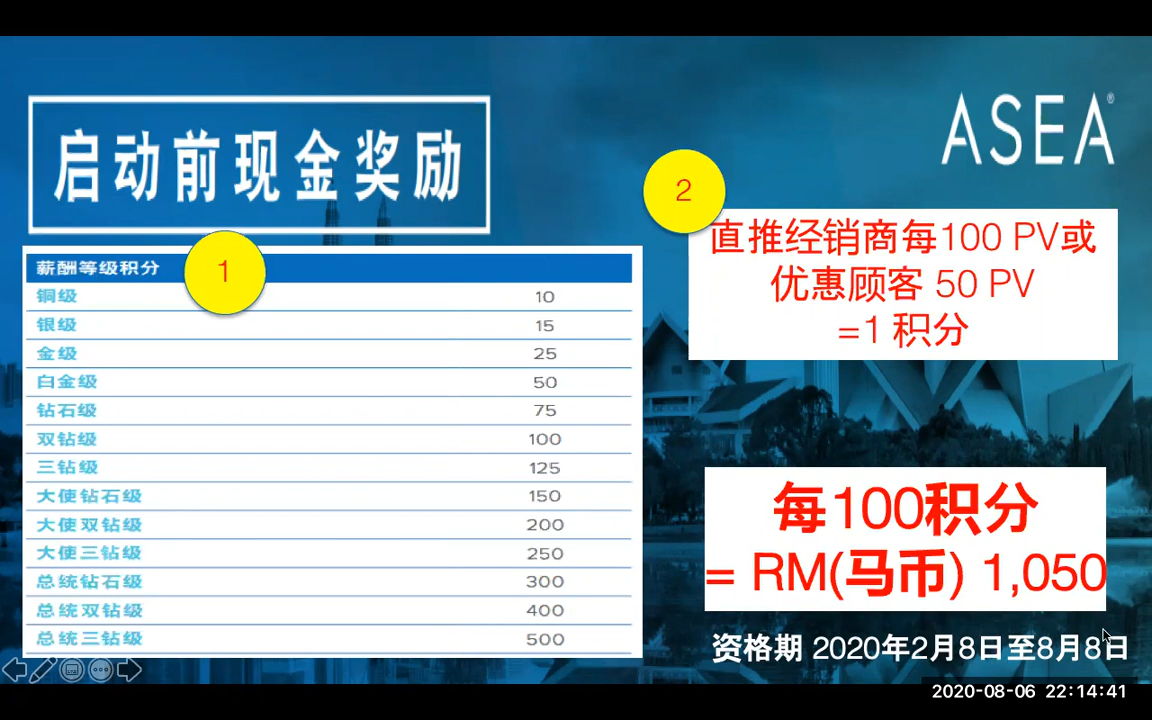 启动前现金奖励
ASEA®
1
薪酬等级积分
铜级 10
银级 15
金级 25
白金级 50
钻石级 75
双钻级 100
三钻级 125
大使钻石级 150
大使双钻级 200
大使三钻级 250
总统钻石级 300
总统双钻级 400
总统三钻级 500
2
直推经销商每100 PV或
优惠顾客 50 PV
=1 积分
每100积分
= RM(马币) 1,050
资格期 2020年2月8日至8月8日
2020-08-06 22:14:41